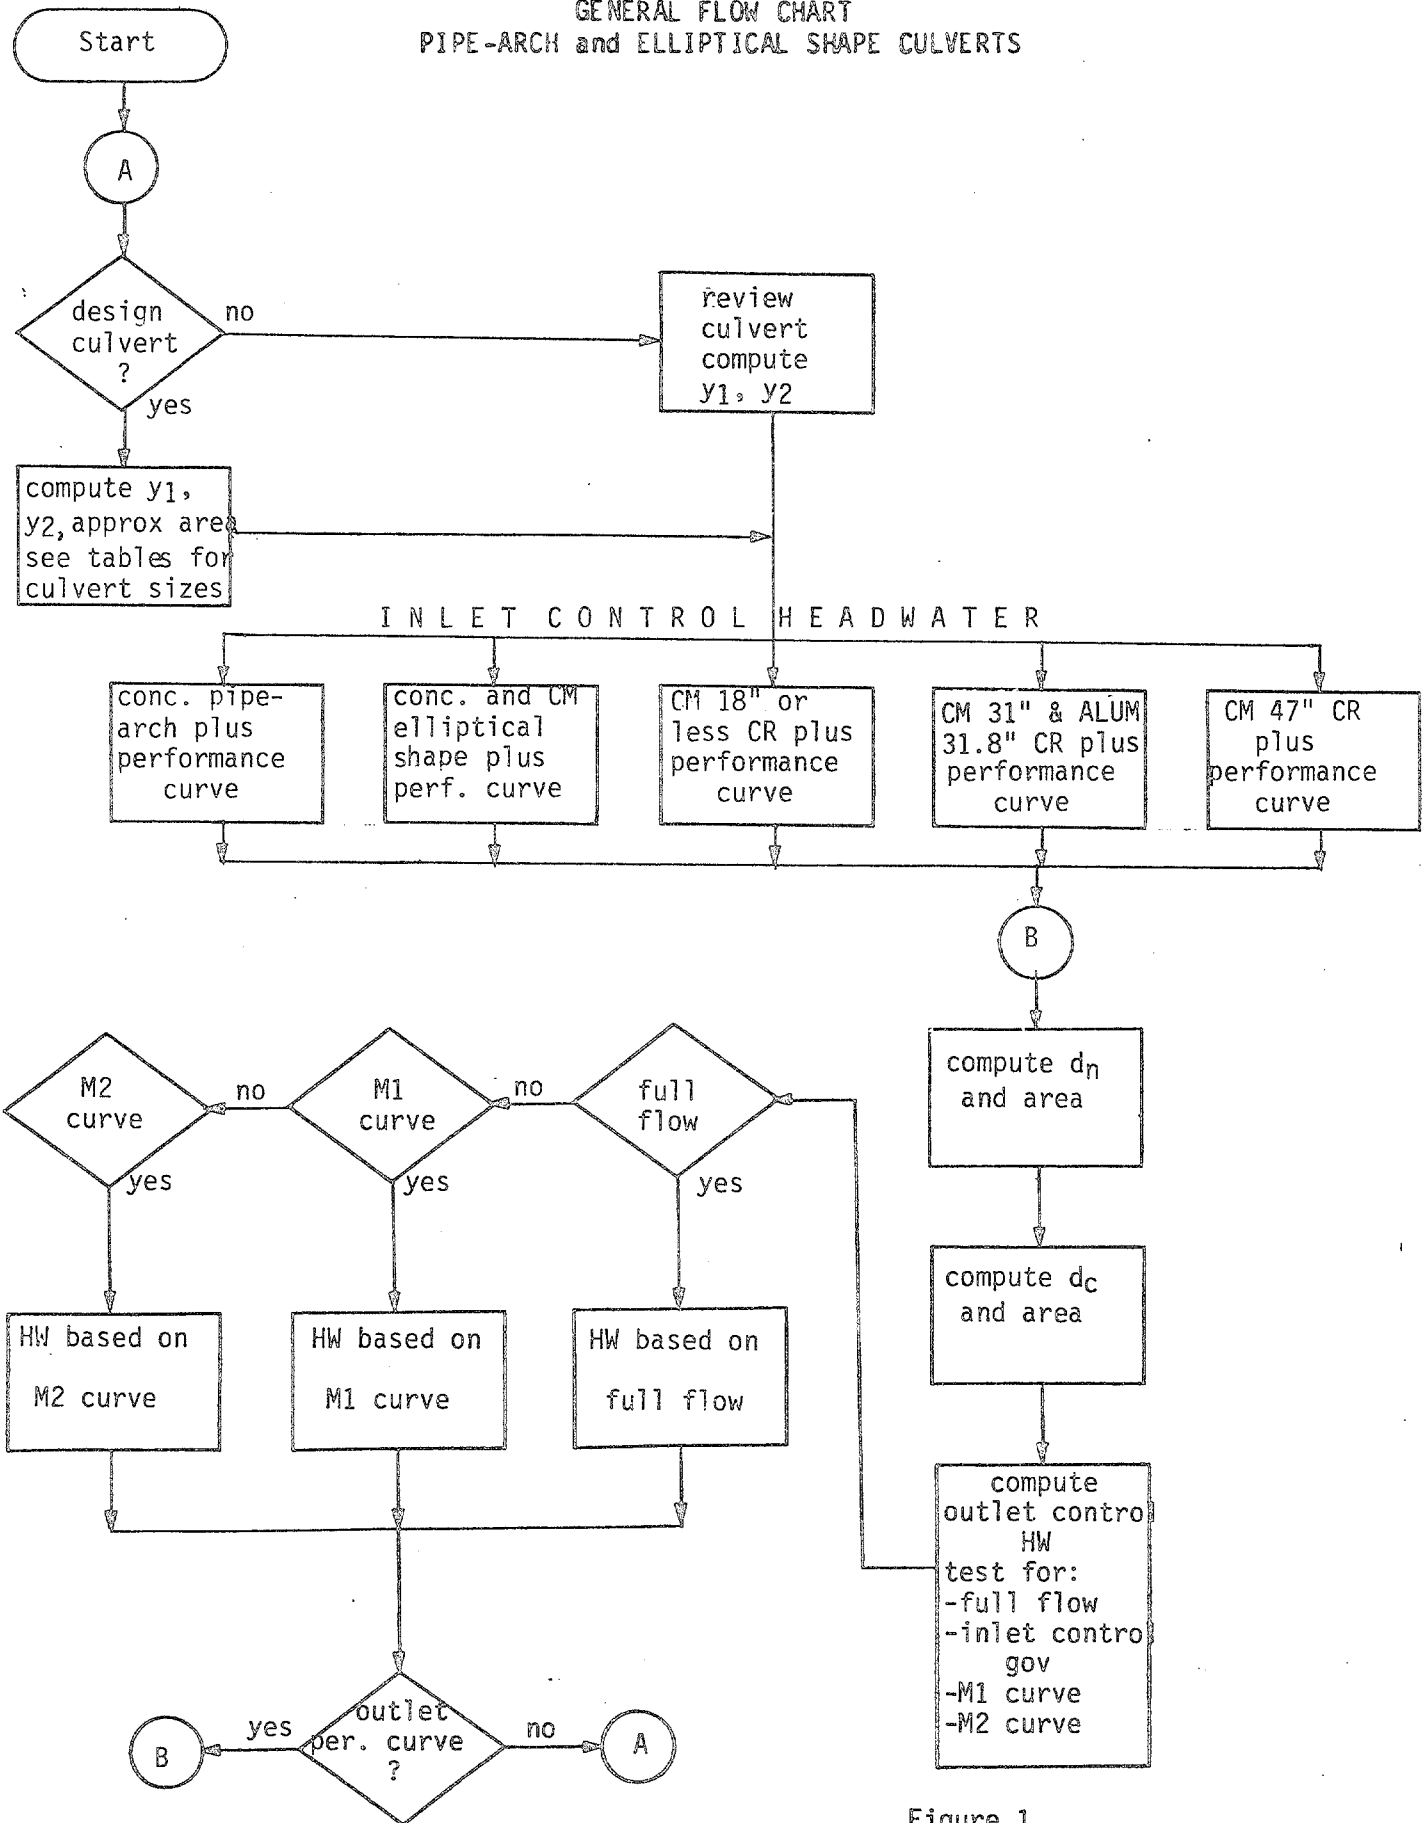 GENERAL FLOW CHART
PIPE-ARCH and ELLIPTICAL SHAPE CULVERTS
Start
A
design
culvert
?
no
yes
review
culvert
compute
y1, y2
compute y1,
y2, approx area
see tables for
culvert sizes
INLET CONTROL HEADWATER
conc. pipe-
arch plus
performance
curve
conc. and CM
elliptical
shape plus
perf. curve
CM 18" or
less CR plus
performance
curve
CM 31" & ALUM
31.8" CR plus
performance
curve
CM 47" CR
plus
performance
curve
B
compute dn
and area
compute dc
and area
compute
outlet control
HW
test for:
-full flow
-inlet control
gov
-M1 curve
-M2 curve
full
flow
no
yes
M1
curve
no
yes
M2
curve
yes
HW based on
M2 curve
HW based on
M1 curve
HW based on
full flow
outlet
per. curve
?
yes
B
no
A
Figure 1